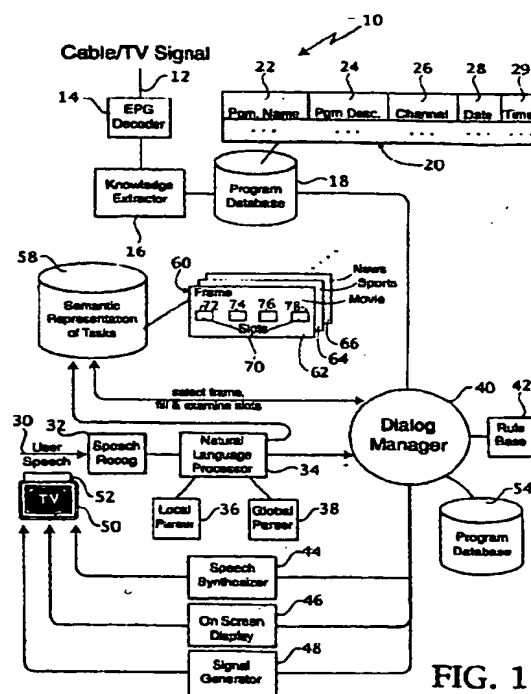 10
Cable/TV Signal
12
14
EPG
Decoder
22
24
26
28
29
Pgm. Name
Pgm Desc.
Channel
Date
Time
...
...
...
...
...
20
Knowledge
Extractor
16
Program
Database
18
58
Semantic
Representation
of Tasks
60
...
News
Sports
Movie
Frame
72
74
76
78
Slots
70
62
64
66
select frame,
fill & examine slots
40
Dialog
Manager
42
Rule
Base
30
User
Speech
32
Speech
Recog
Natural
Language
Processor
34
52
TV
50
Local
Parser
36
Global
Parser
38
54
Program
Database
44
Speech
Synthesizer
46
On Screen
Display
48
Signal
Generator
FIG. 1